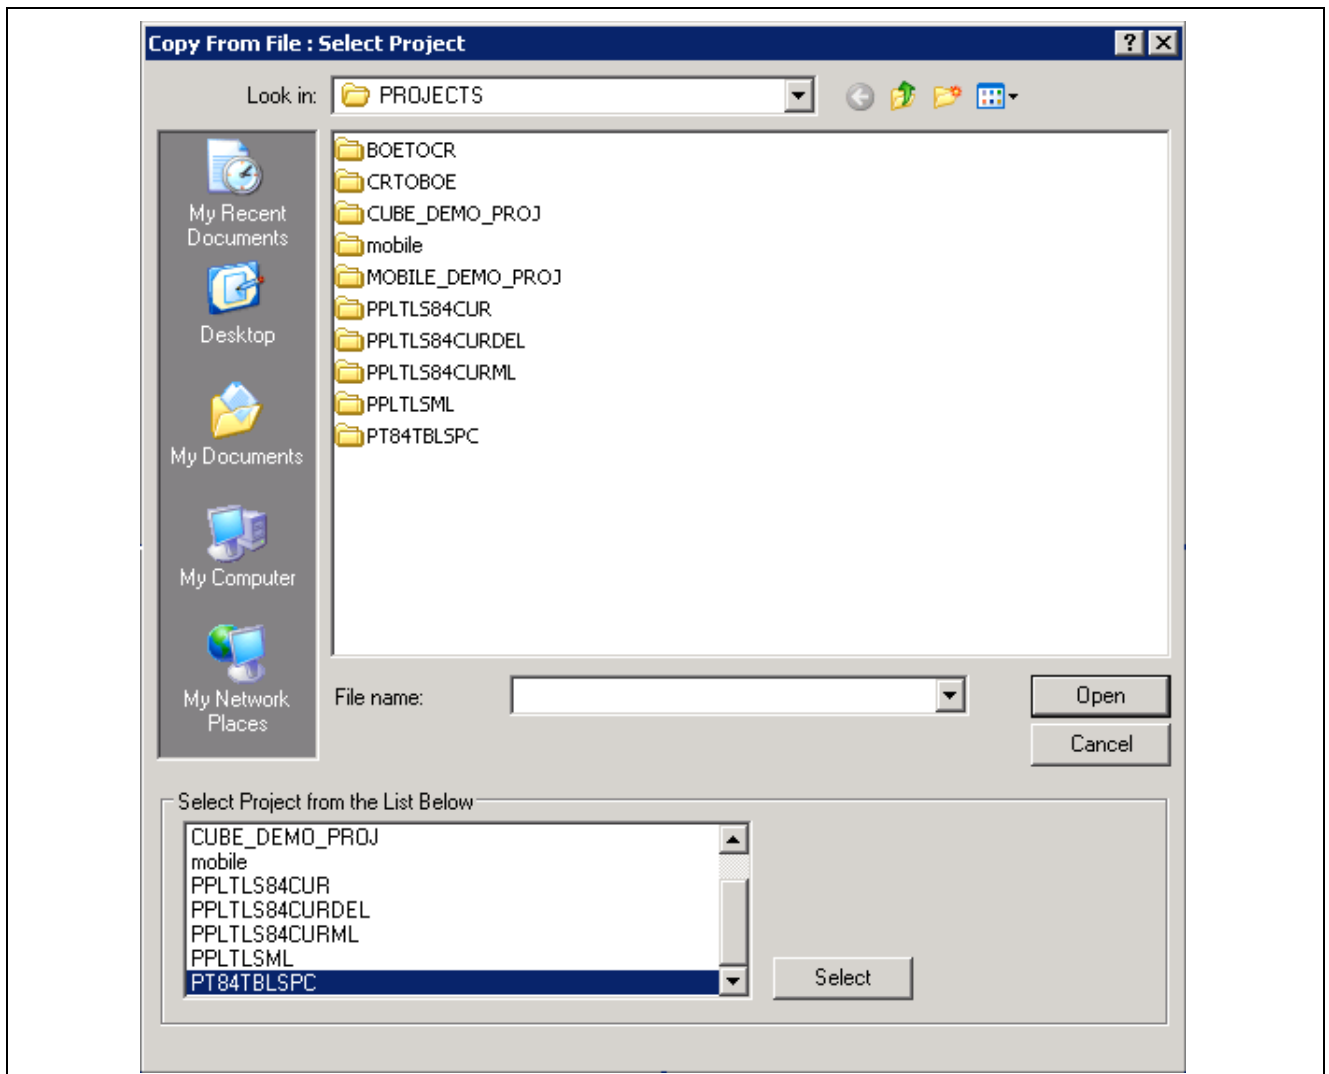 Copy From File : Select Project
Look in:
PROJECTS
My Recent
Documents
Desktop
My Documents
My Computer
My Network
Places
BOETOCR
CRTOBOE
CUBE_DEMO_PROJ
mobile
MOBILE_DEMO_PROJ
PPLTLS84CUR
PPLTLS84CURDEL
PPLTLS84CURML
PPLTLSML
PT84TBLSPC
File name:
Open
Cancel
Select Project from the List Below
CUBE_DEMO_PROJ
mobile
PPLTLS84CUR
PPLTLS84CURDEL
PPLTLS84CURML
PPLTLSML
PT84TBLSPC
Select